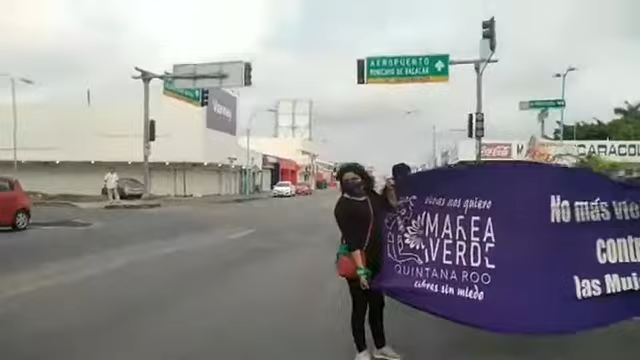 AEROPUERTO
MUNICIPIO DE BACALAR
Coca-Cola
CARACOL
vivas nos quiero
MAREA
VERDE
QUINTANA ROO
Libres sin miedo
No más Vio
contr
las Muj